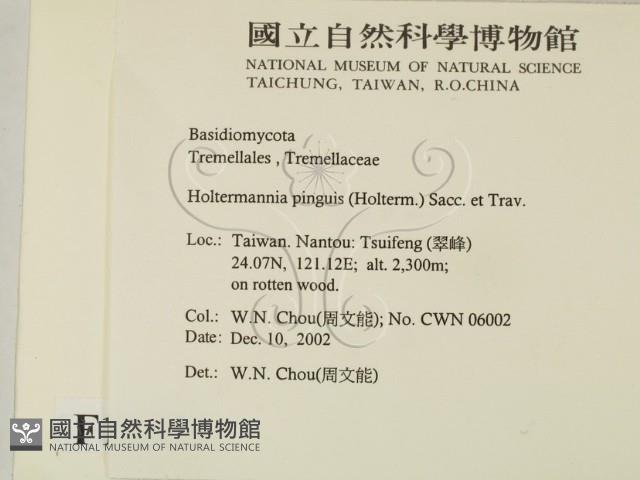 國立自然科學博物館
NATIONAL MUSEUM OF NATURAL SCIENCE
TAICHUNG, TAIWAN, R.O.CHINA
Basidiomycota
Tremellales , Tremellaceae
Holtermannia pinguis (Holterm.) Sacc. et Trav.
Loc.: Taiwan. Nantou: Tsuifeng (翠峰)
24.07N, 121.12E; alt. 2,300m;
on rotten wood.
Col.: W.N. Chou(周文能); No. CWN 06002
Date: Dec. 10, 2002
Det.: W.N. Chou(周文能)
F
國立自然科學博物館
NATIONAL MUSEUM OF NATURAL SCIENCE